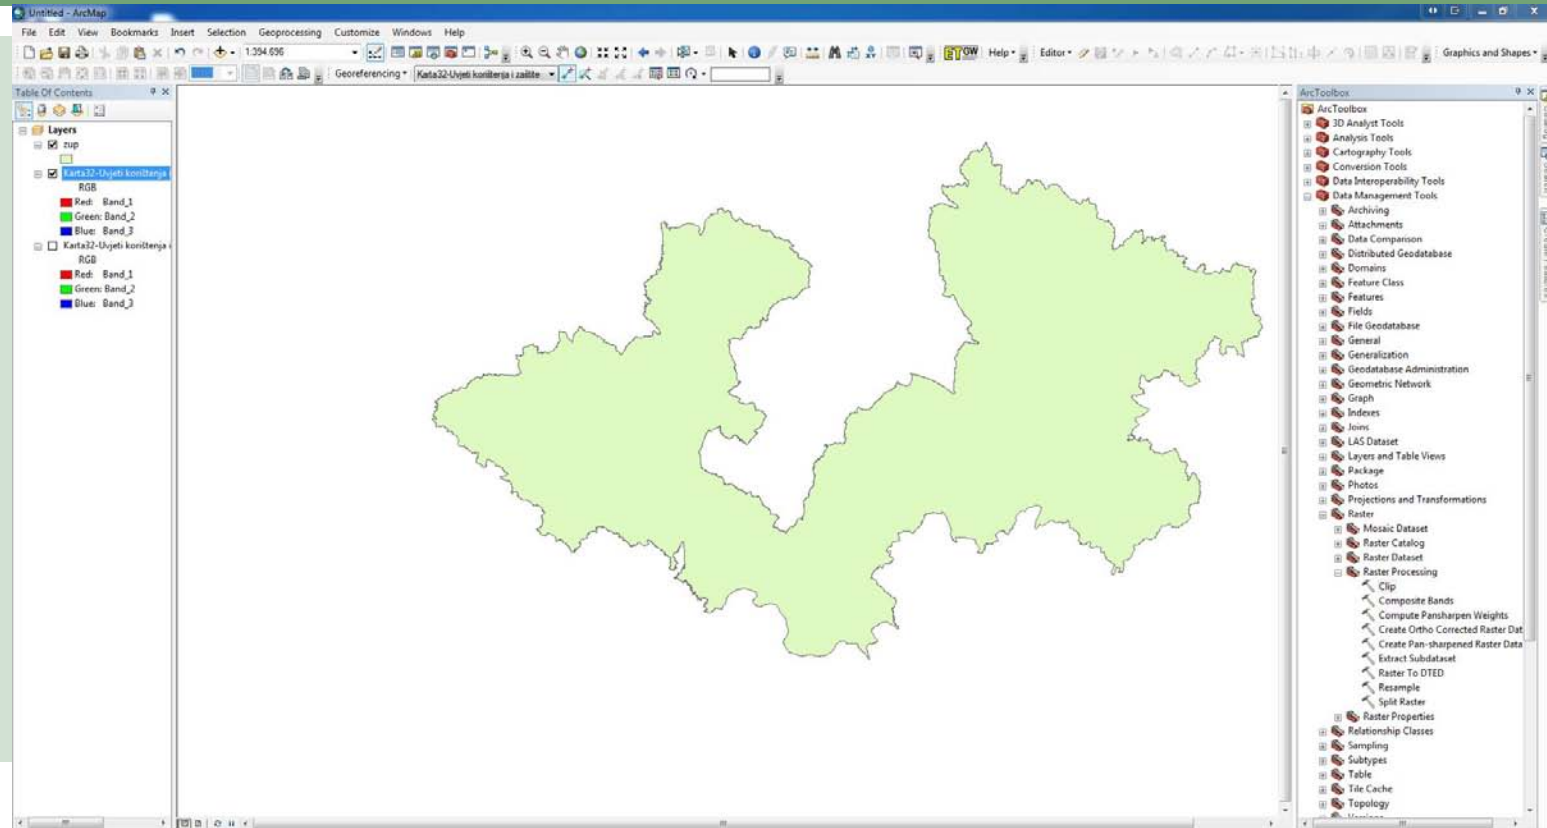 Untitled - ArcMap
File Edit View Bookmarks Insert Selection Geoprocessing Customize Windows Help
1:394.696
ET GW Help Editor Graphics and Shapes
Georeferencing Karta32-Uvjeti korištenja i zaštite
Table Of Contents
Layers
zup
Karta32-Uvjeti korištenja i
RGB
Red: Band_1
Green: Band_2
Blue: Band_3
Karta32-Uvjeti korištenja i
RGB
Red: Band_1
Green: Band_2
Blue: Band_3
ArcToolbox
ArcToolbox
3D Analyst Tools
Analysis Tools
Cartography Tools
Conversion Tools
Data Interoperability Tools
Data Management Tools
Archiving
Attachments
Data Comparison
Distributed Geodatabase
Domains
Feature Class
Features
Fields
File Geodatabase
General
Generalization
Geodatabase Administration
Geometric Network
Graph
Indexes
Joins
LAS Dataset
Layers and Table Views
Package
Photos
Projections and Transformations
Raster
Mosaic Dataset
Raster Catalog
Raster Dataset
Raster Processing
Clip
Composite Bands
Compute Pansharpen Weights
Create Ortho Corrected Raster Dat
Create Pan-sharpened Raster Data
Extract Subdataset
Raster To DTED
Resample
Split Raster
Raster Properties
Relationship Classes
Sampling
Subtypes
Table
Tile Cache
Topology